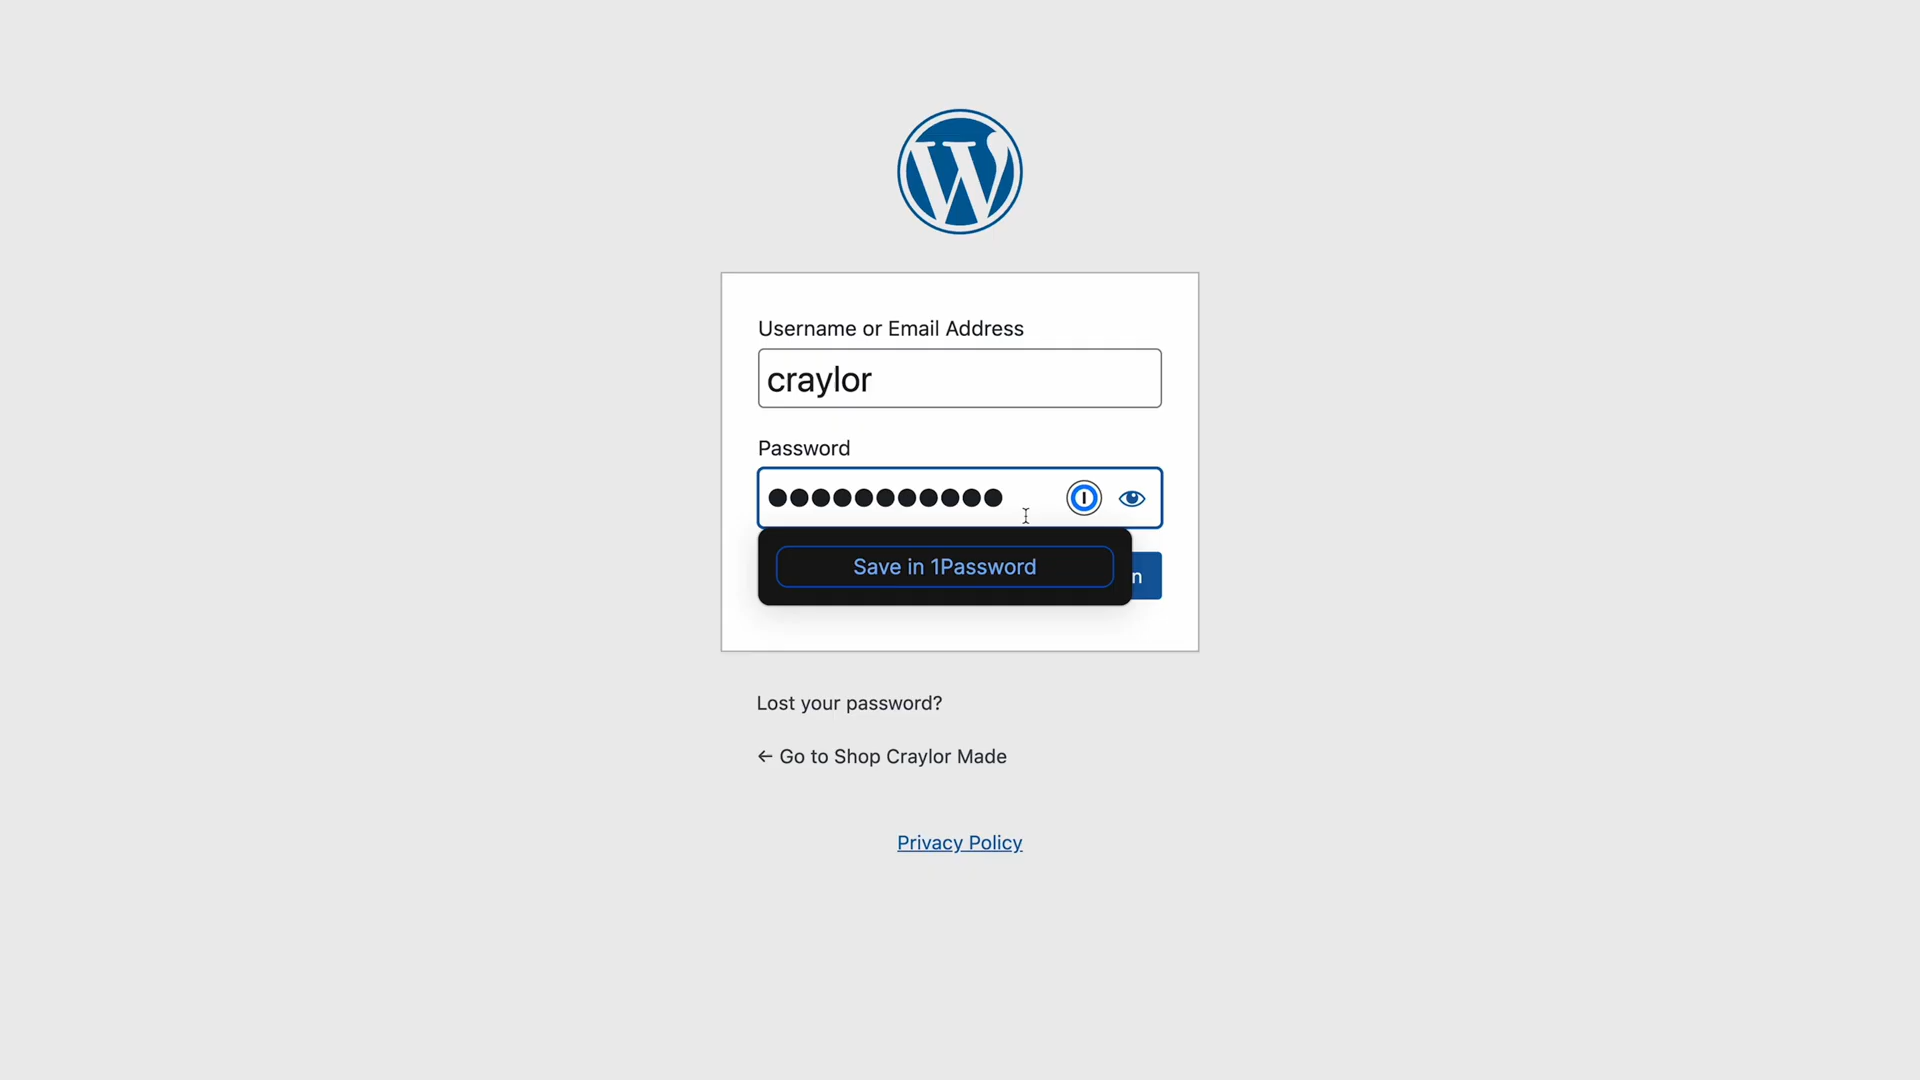 Username or Email Address
craylor
Password
Save in 1Password
n
Lost your password?
← Go to Shop Craylor Made
Privacy Policy